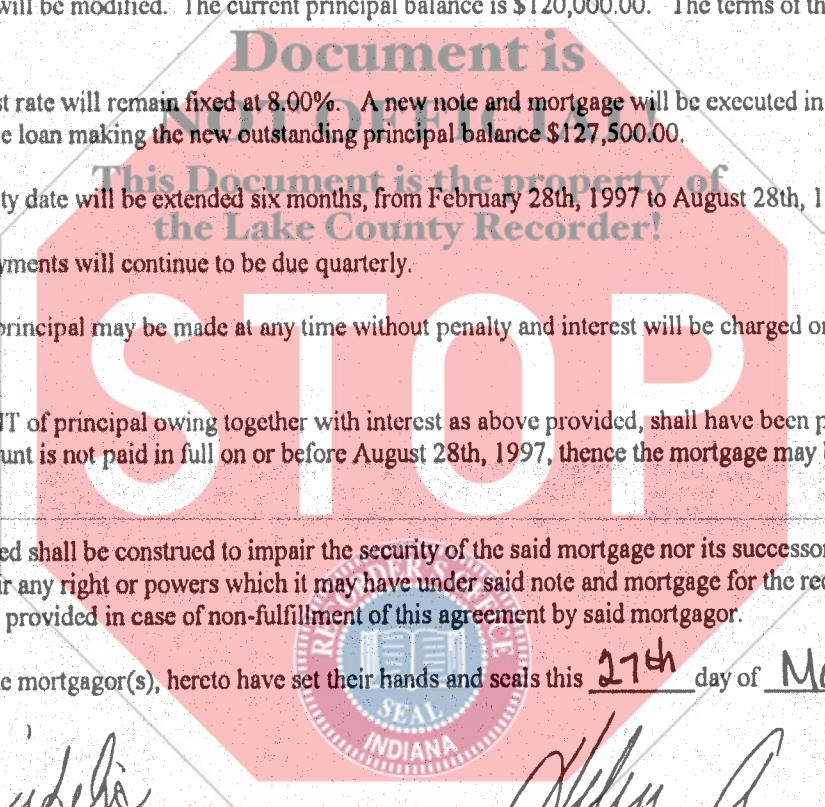 will be modified. The current principal balance is $120,000.00. The terms of th
Document is
st rate will remain fixed at 8.00%. A new note and mortgage will be executed in
NOT OFFICIAL!
e loan making the new outstanding principal balance $127,500.00.
This Document is the property of
ty date will be extended six months, from February 28th, 1997 to August 28th, 1
the Lake County Recorder!
yments will continue to be due quarterly.
principal may be made at any time without penalty and interest will be charged on
STOP
NT of principal owing together with interest as above provided, shall have been p
unt is not paid in full on or before August 28th, 1997, thence the mortgage may
ed shall be construed to impair the security of the said mortgage nor its successor
ir any right or powers which it may have under said note and mortgage for the rec
provided in case of non-fulfillment of this agreement by said mortgagor.
e mortgagor(s), hereto have set their hands and seals this 27th day of Ma
SEAL
INDIANA